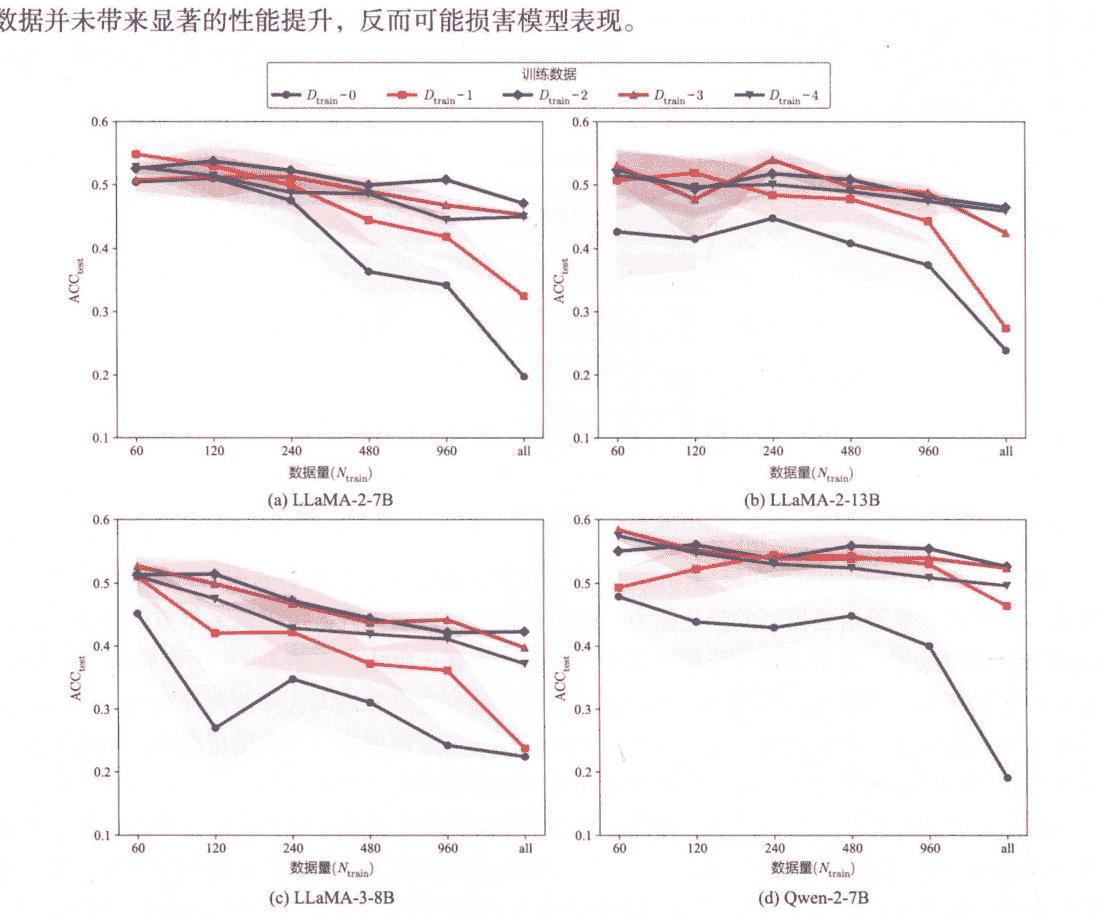 数据并未带来显著的性能提升，反而可能损害模型表现。
训练数据
Dtrain-0 Dtrain-1 Dtrain-2 Dtrain-3 Dtrain-4
0.6
0.5
0.4
0.3
0.2
0.1
ACCtest
60 120 240 480 960 all
数据量(Ntrain)
(a) LLaMA-2-7B
0.6
0.5
0.4
0.3
0.2
0.1
ACCtest
60 120 240 480 960 all
数据量(Ntrain)
(b) LLaMA-2-13B
0.6
0.5
0.4
0.3
0.2
0.1
ACCtest
60 120 240 480 960 all
数据量(Ntrain)
(c) LLaMA-3-8B
0.6
0.5
0.4
0.3
0.2
0.1
ACCtest
60 120 240 480 960 all
数据量(Ntrain)
(d) Qwen-2-7B